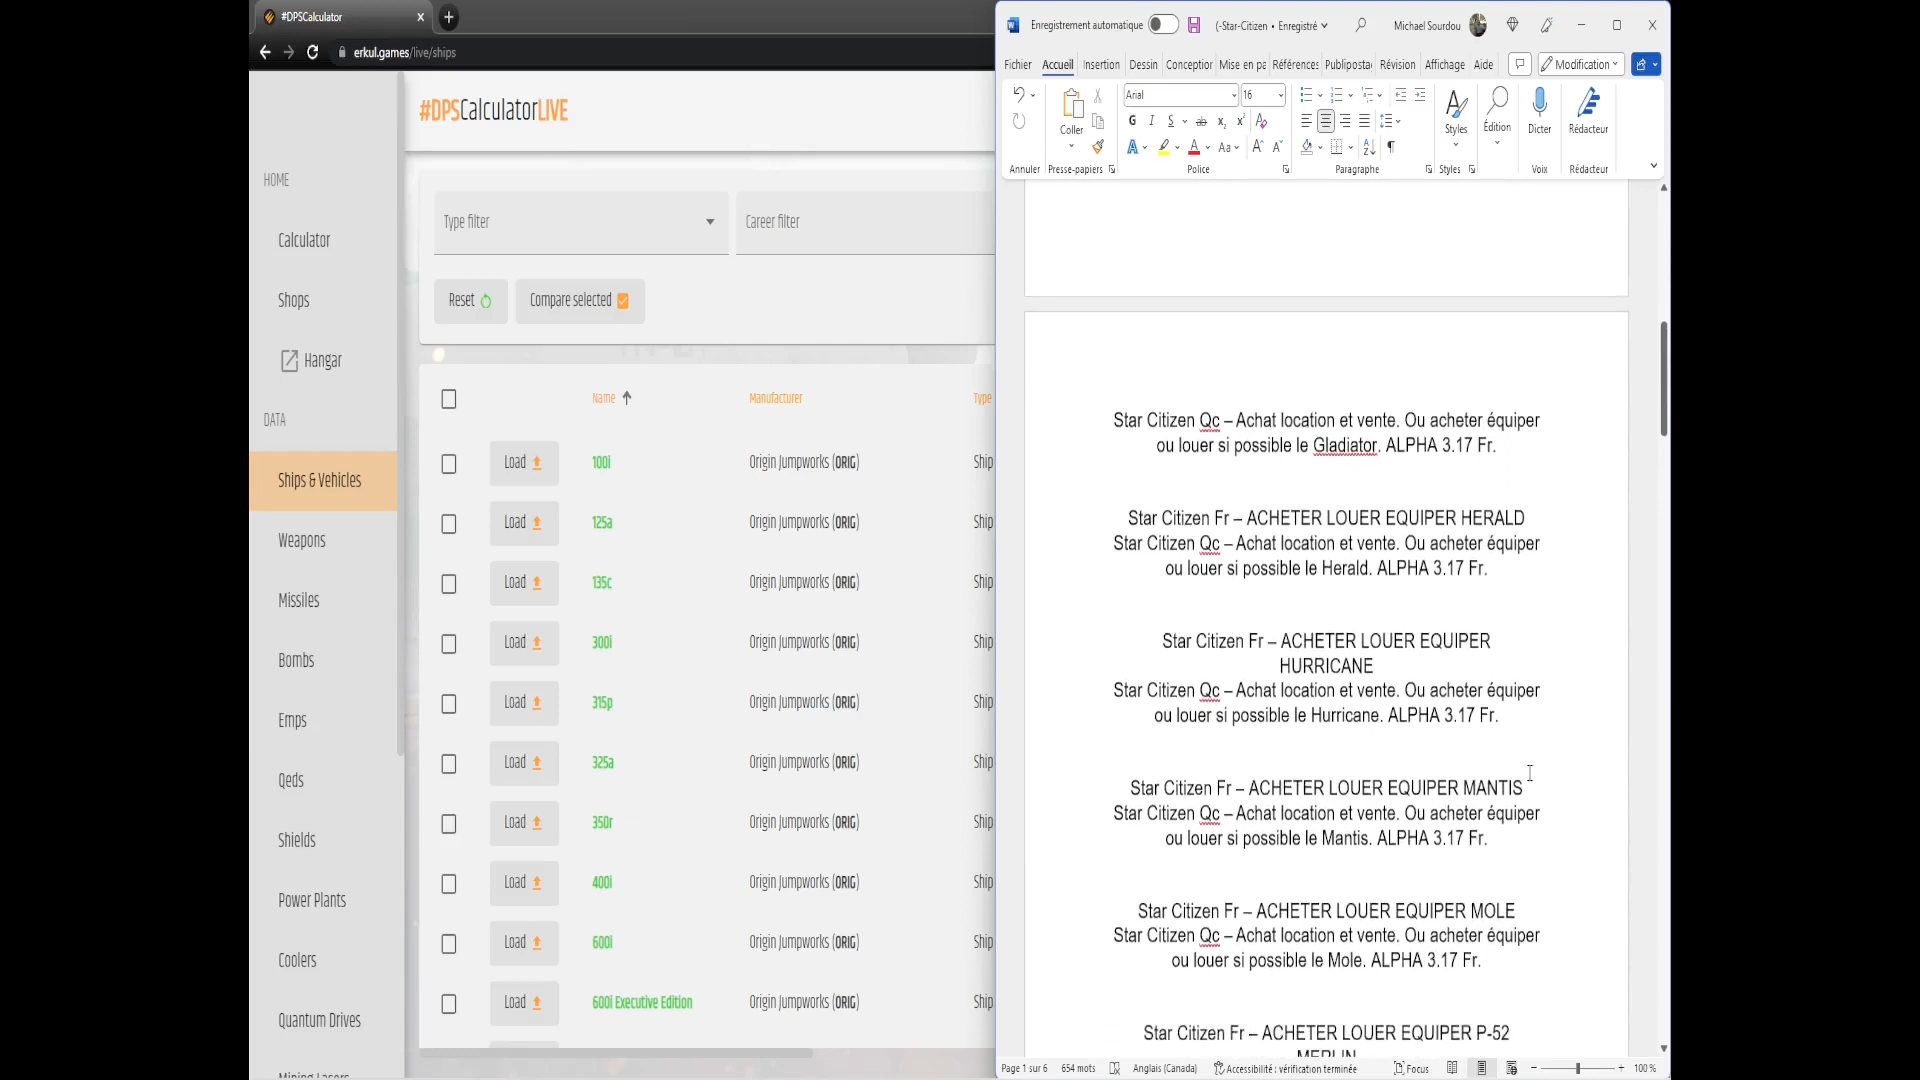 #DPSCalculator
erkul.games/live/ships
#DPSCalculatorLIVE
HOME
Calculator
Shops
Hangar
DATA
Ships & Vehicles
Weapons
Missiles
Bombs
Emps
Qeds
Shields
Power Plants
Coolers
Quantum Drives
Mining Lasers
Type filter
Career filter
Reset
Compare selected
Name Manufacturer Type
Load 100i Origin Jumpworks (ORIG) Ship
Load 125a Origin Jumpworks (ORIG) Ship
Load 135c Origin Jumpworks (ORIG) Ship
Load 300i Origin Jumpworks (ORIG) Ship
Load 315p Origin Jumpworks (ORIG) Ship
Load 325a Origin Jumpworks (ORIG) Ship
Load 350r Origin Jumpworks (ORIG) Ship
Load 400i Origin Jumpworks (ORIG) Ship
Load 600i Origin Jumpworks (ORIG) Ship
Load 600i Executive Edition Origin Jumpworks (ORIG) Ship
Enregistrement automatique (-Star-Citizen • Enregistré Michael Sourdou
Fichier Accueil Insertion Dessin Conception Mise en pa Références Publiposta Révision Affichage Aide Modification
Arial 16
Coller
G I S ab x₂ x²
Aa A A
Styles
Édition
Dicter
Rédacteur
Annuler Presse-papiers Police Paragraphe Styles Voix Rédacteur
Star Citizen Qc – Achat location et vente. Ou acheter équiper
ou louer si possible le Gladiator. ALPHA 3.17 Fr.
Star Citizen Fr – ACHETER LOUER EQUIPER HERALD
Star Citizen Qc – Achat location et vente. Ou acheter équiper
ou louer si possible le Herald. ALPHA 3.17 Fr.
Star Citizen Fr – ACHETER LOUER EQUIPER
HURRICANE
Star Citizen Qc – Achat location et vente. Ou acheter équiper
ou louer si possible le Hurricane. ALPHA 3.17 Fr.
Star Citizen Fr – ACHETER LOUER EQUIPER MANTIS
Star Citizen Qc – Achat location et vente. Ou acheter équiper
ou louer si possible le Mantis. ALPHA 3.17 Fr.
Star Citizen Fr – ACHETER LOUER EQUIPER MOLE
Star Citizen Qc – Achat location et vente. Ou acheter équiper
ou louer si possible le Mole. ALPHA 3.17 Fr.
Star Citizen Fr – ACHETER LOUER EQUIPER P-52
MERLIN
Page 1 sur 6 654 mots Anglais (Canada) Accessibilité : vérification terminée Focus 100 %